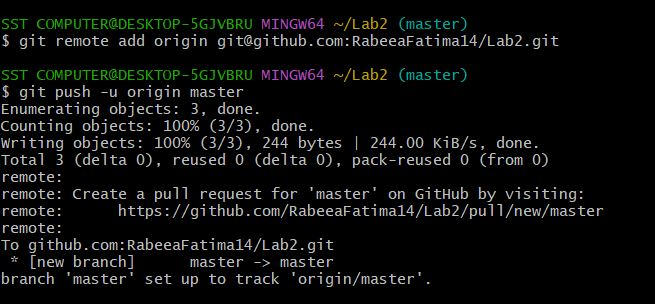 SST COMPUTER@DESKTOP-5GJVBRU MINGW64 ~/Lab2 (master)
$ git remote add origin git@github.com:RabeeaFatima14/Lab2.git
SST COMPUTER@DESKTOP-5GJVBRU MINGW64 ~/Lab2 (master)
$ git push -u origin master
Enumerating objects: 3, done.
Counting objects: 100% (3/3), done.
Writing objects: 100% (3/3), 244 bytes | 244.00 KiB/s, done.
Total 3 (delta 0), reused 0 (delta 0), pack-reused 0 (from 0)
remote:
remote: Create a pull request for 'master' on GitHub by visiting:
remote:      https://github.com/RabeeaFatima14/Lab2/pull/new/master
remote:
To github.com:RabeeaFatima14/Lab2.git
 * [new branch]      master -> master
branch 'master' set up to track 'origin/master'.